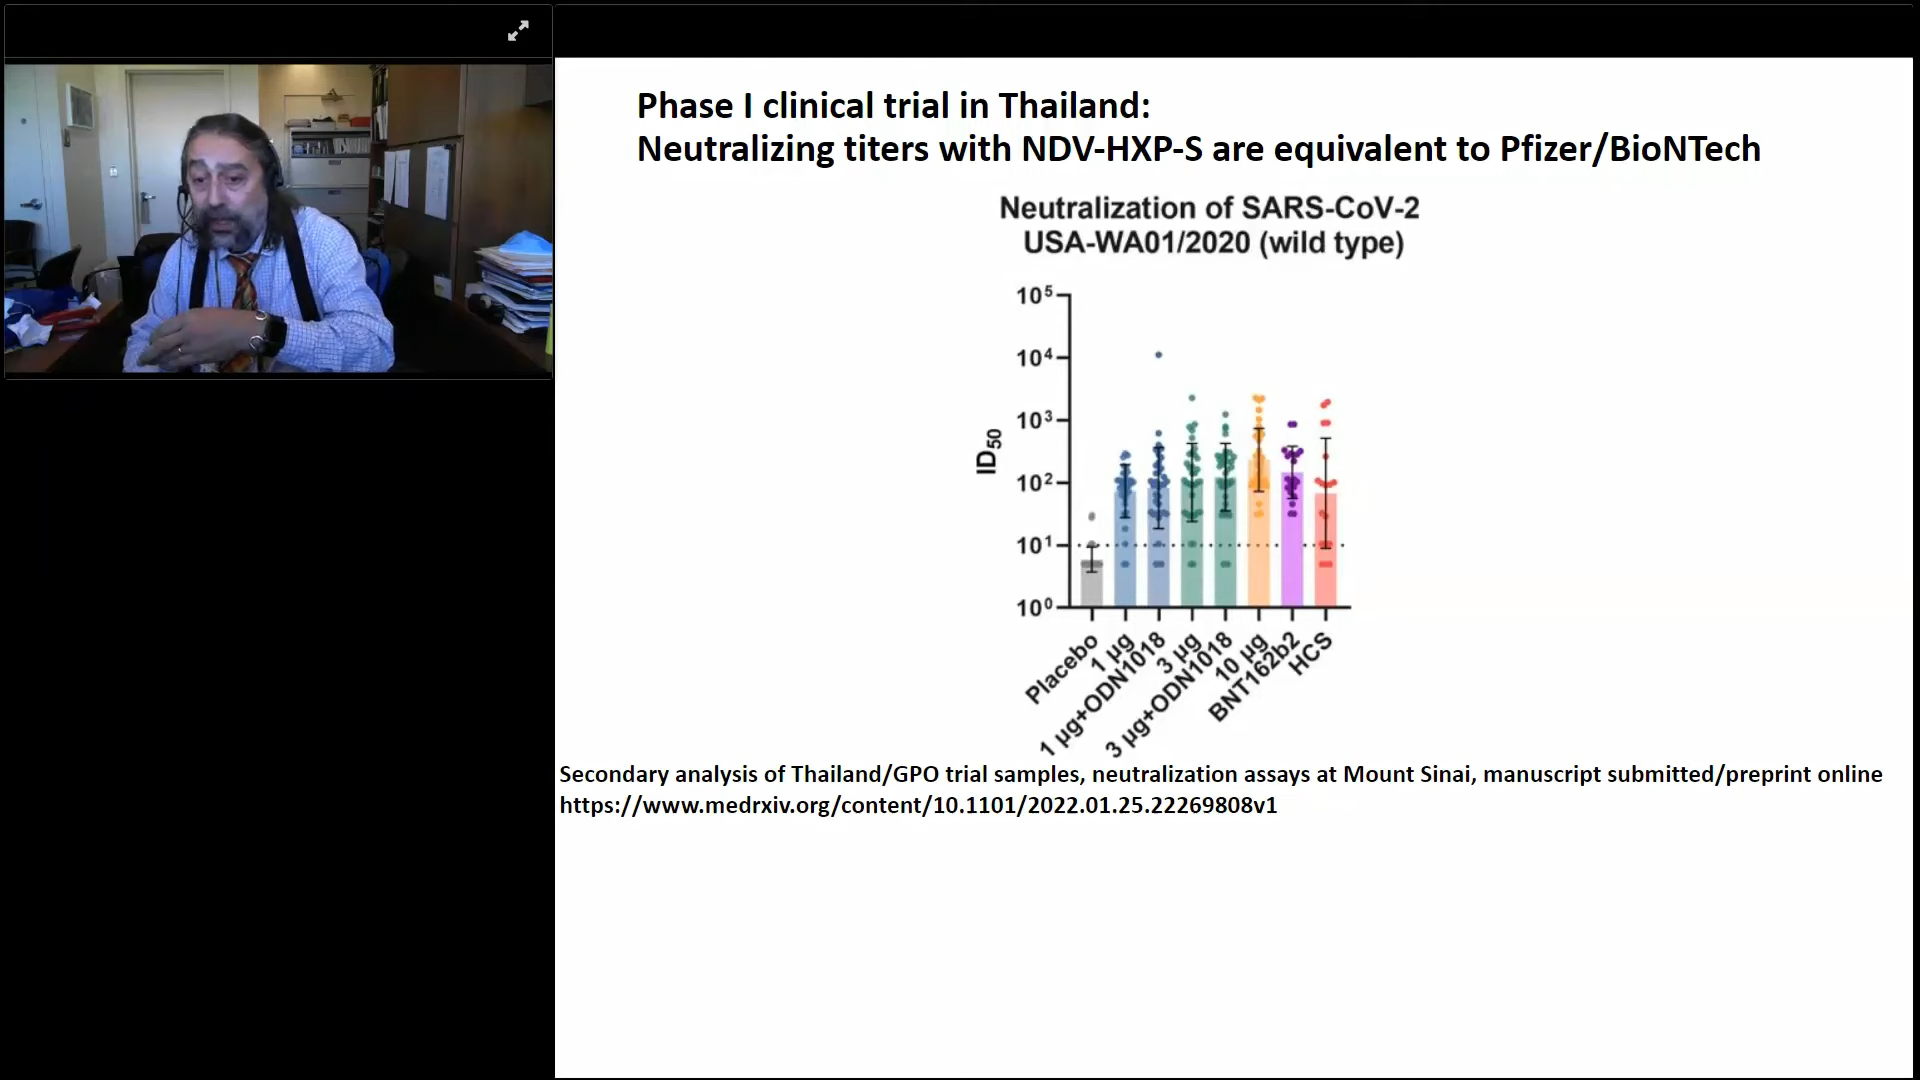 Phase I clinical trial in Thailand:
Neutralizing titers with NDV-HXP-S are equivalent to Pfizer/BioNTech
Neutralization of SARS-CoV-2
USA-WA01/2020 (wild type)
10⁵
10⁴
10³
10²
10¹
10⁰
ID₅₀
Placebo
1 µg
1 µg+ODN1018
3 µg
3 µg+ODN1018
10 µg
BNT162b2
HCS
Secondary analysis of Thailand/GPO trial samples, neutralization assays at Mount Sinai, manuscript submitted/preprint online
https://www.medrxiv.org/content/10.1101/2022.01.25.22269808v1